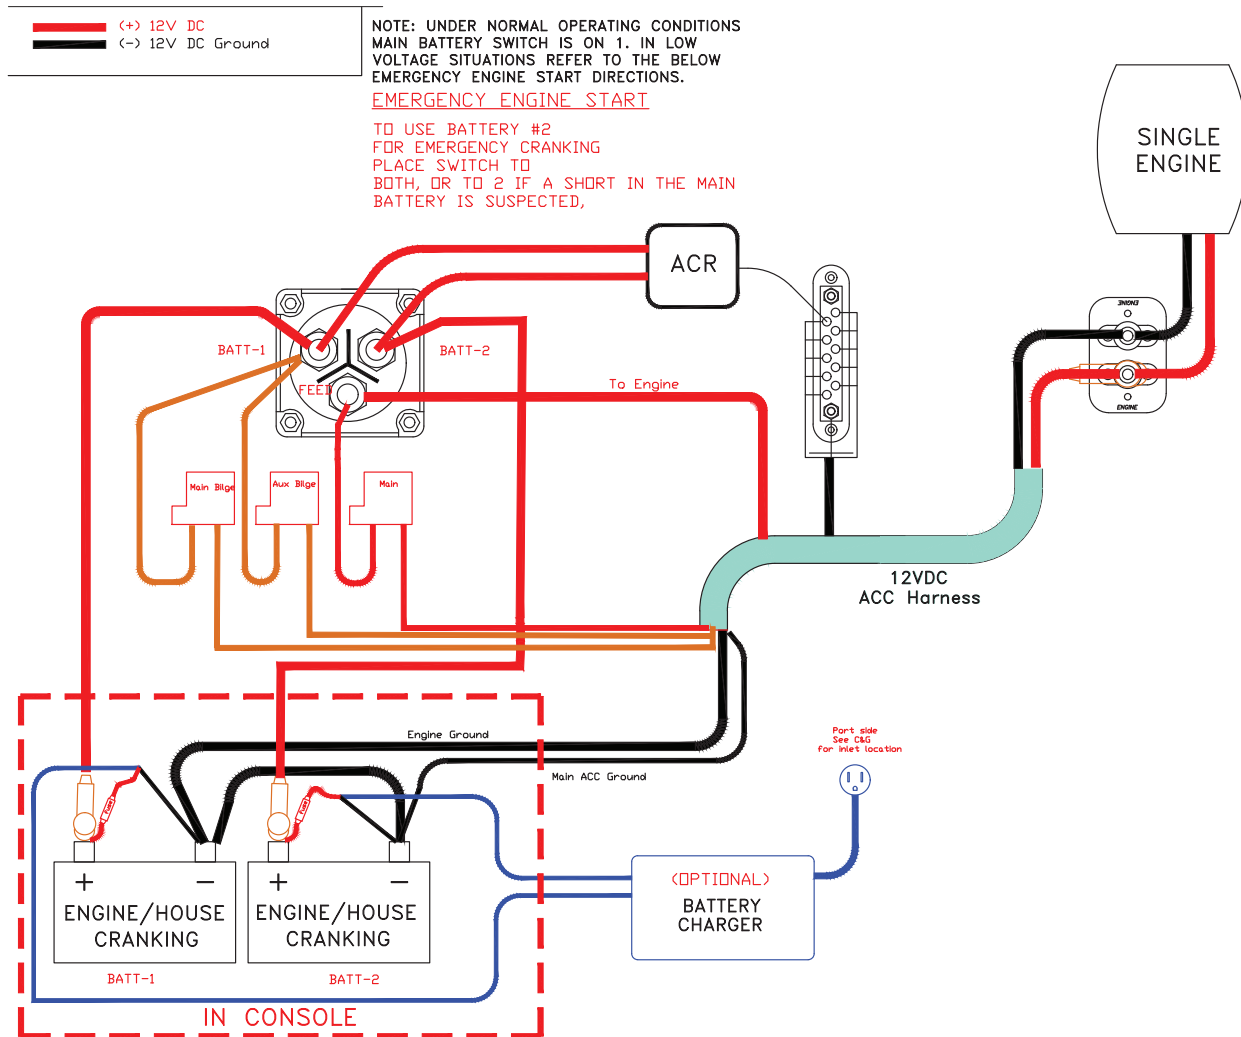 (+) 12V DC
(-) 12V DC Ground
NOTE: UNDER NORMAL OPERATING CONDITIONS
MAIN BATTERY SWITCH IS ON 1. IN LOW
VOLTAGE SITUATIONS REFER TO THE BELOW
EMERGENCY ENGINE START DIRECTIONS.
EMERGENCY ENGINE START
TO USE BATTERY #2
FOR EMERGENCY CRANKING
PLACE SWITCH TO
BOTH, OR TO 2 IF A SHORT IN THE MAIN
BATTERY IS SUSPECTED,
SINGLE
ENGINE
ACR
ENGINE
BATT-1
BATT-2
FEED
To Engine
ENGINE
Main Bilge
Aux Bilge
Main
12VDC
ACC Harness
Engine Ground
Main ACC Ground
Port side
See C&G
for inlet location
Fuse
Fuse
+
-
+
-
ENGINE/HOUSE
CRANKING
ENGINE/HOUSE
CRANKING
(OPTIONAL)
BATTERY
CHARGER
BATT-1
BATT-2
IN CONSOLE